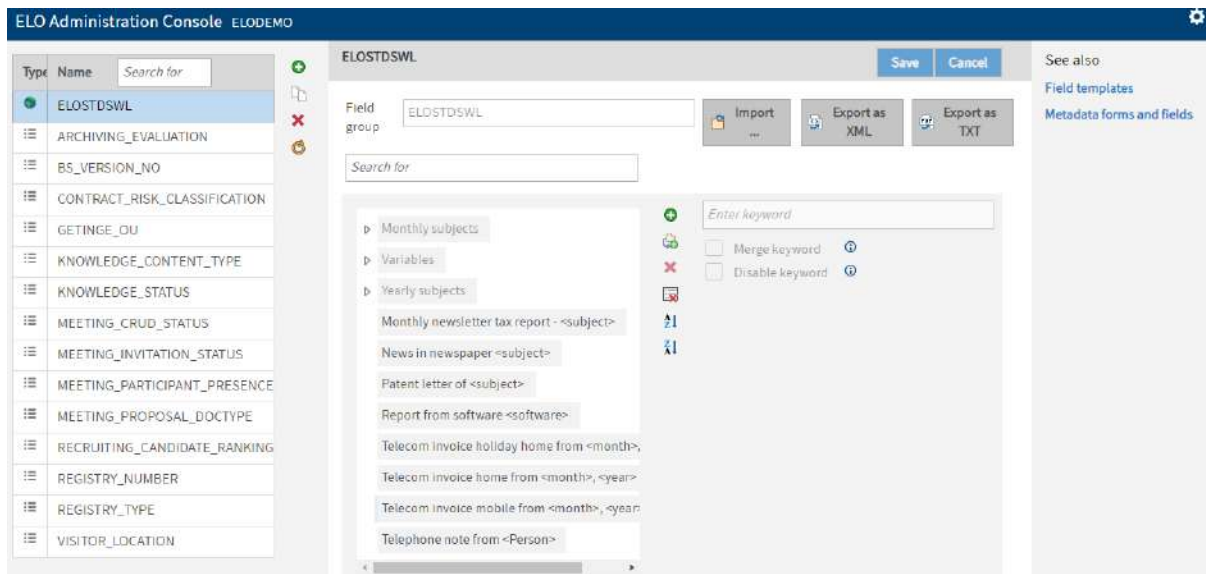 ELO Administration Console ELODEMO
Type Name Search for
ELOSTDSWL
ARCHIVING_EVALUATION
BS_VERSION_NO
CONTRACT_RISK_CLASSIFICATION
GETINGE_OU
KNOWLEDGE_CONTENT_TYPE
KNOWLEDGE_STATUS
MEETING_CRUD_STATUS
MEETING_INVITATION_STATUS
MEETING_PARTICIPANT_PRESENCE
MEETING_PROPOSAL_DOCTYPE
RECRUITING_CANDIDATE_RANKING
REGISTRY_NUMBER
REGISTRY_TYPE
VISITOR_LOCATION
ELOSTDSWL
Save Cancel
Field
group
ELOSTDSWL
Import
...
Export as
XML
Export as
TXT
Search for
Monthly subjects
Variables
Yearly subjects
Monthly newsletter tax report - <subject>
News in newspaper <subject>
Patent letter of <subject>
Report from software <software>
Telecom invoice holiday home from <month>,
Telecom invoice home from <month>, <year>
Telecom invoice mobile from <month>, <year
Telephone note from <Person>
Enter keyword
Merge keyword
Disable keyword
See also
Field templates
Metadata forms and fields